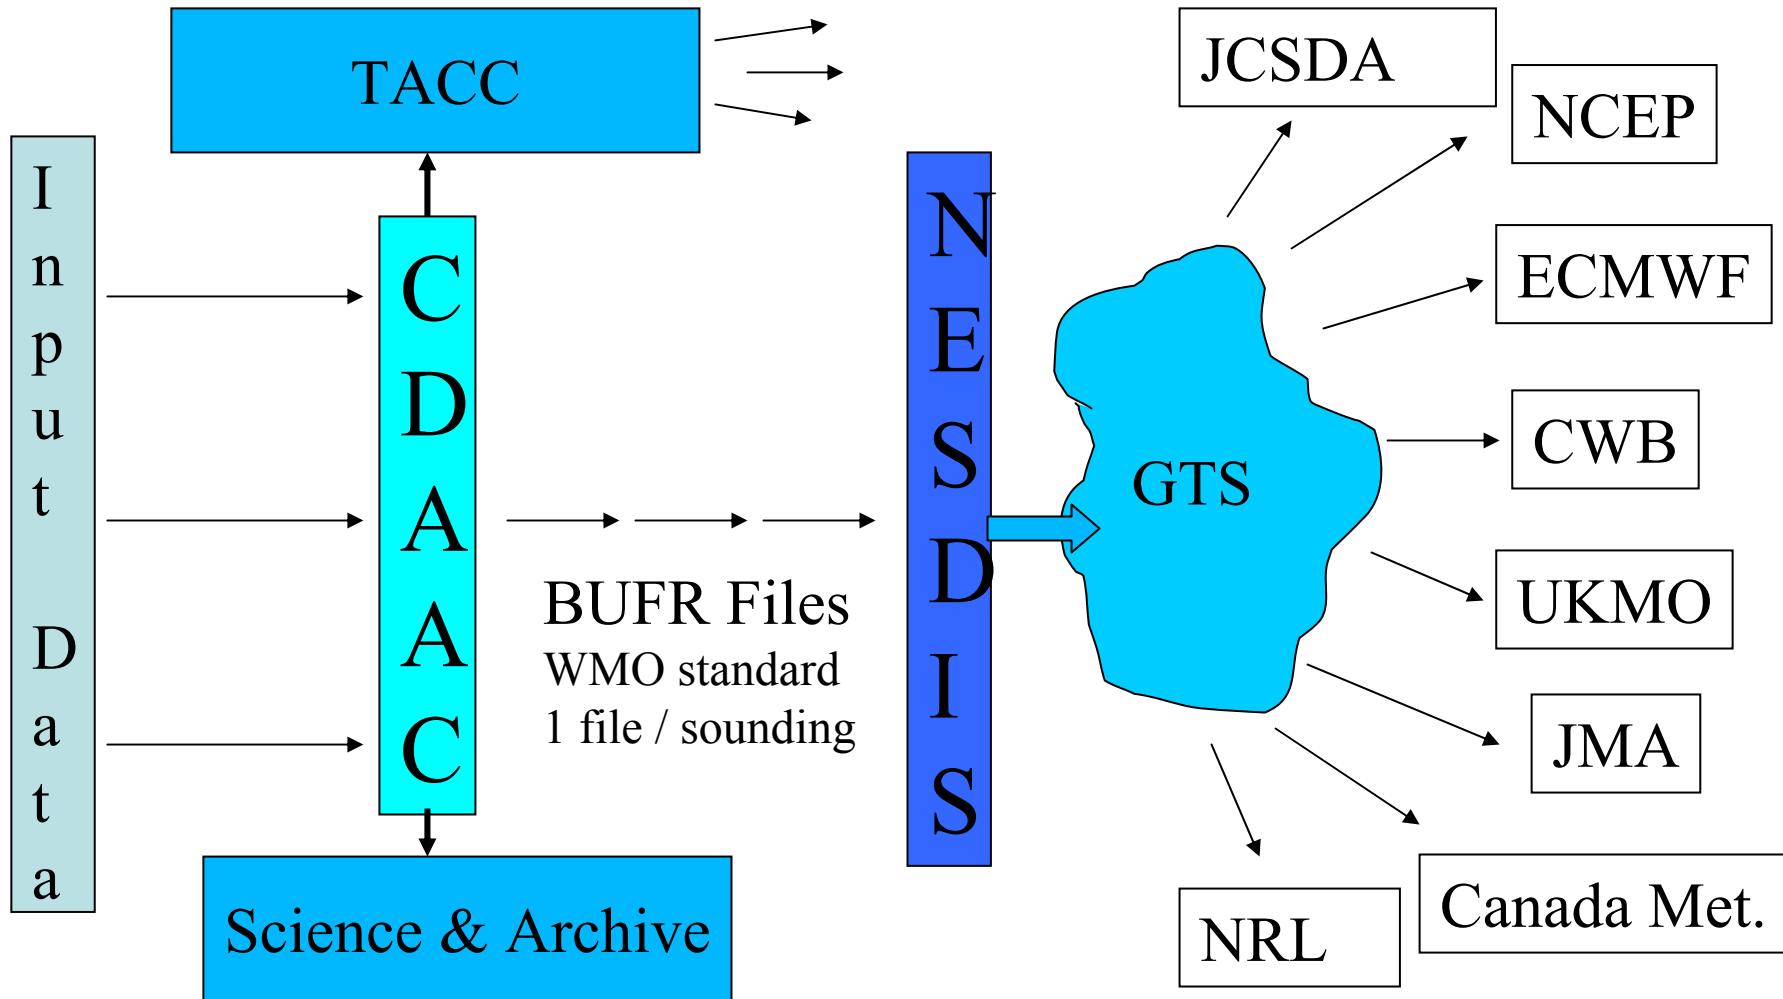 TACC
Input Data
CDAAC
BUFR Files
WMO standard
1 file / sounding
Science & Archive
NESDIS
GTS
JCSDA
NCEP
ECMWF
CWB
UKMO
JMA
Canada Met.
NRL